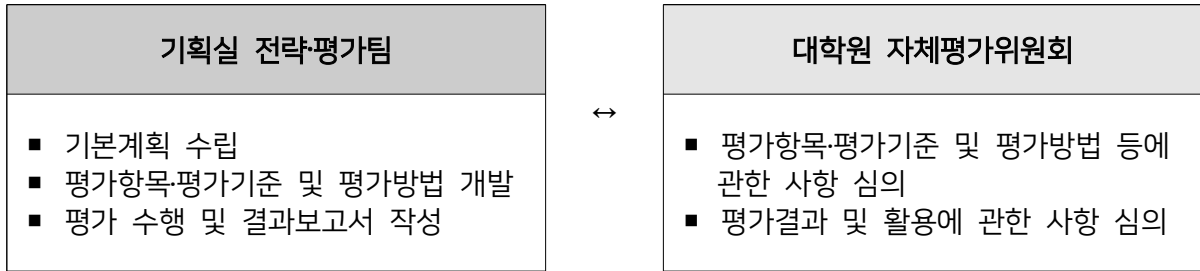 기획실 전략·평가팀
■ 기본계획 수립
■ 평가항목·평가기준 및 평가방법 개발
■ 평가 수행 및 결과보고서 작성
↔
대학원 자체평가위원회
■ 평가항목·평가기준 및 평가방법 등에
관한 사항 심의
■ 평가결과 및 활용에 관한 사항 심의